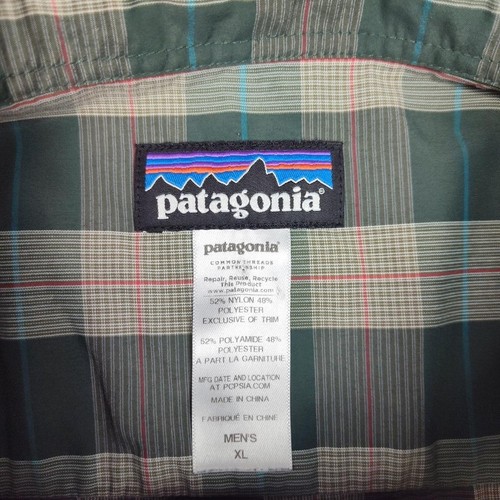 patagonia®
patagonia®
COMMON THREADS
PARTNERSHIP
Repair, Reuse, Recycle
This Product
www.patagonia.com
52% NYLON 48%
POLYESTER
EXCLUSIVE OF TRIM
52% POLYAMIDE 48%
POLYESTER
A PART LA GARNITURE
MFG DATE AND LOCATION
AT PCPSIA.COM
MADE IN CHINA
FABRIQUÉ EN CHINE
MEN'S
XL